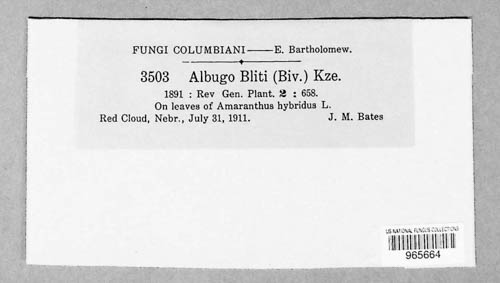 FUNGI COLUMBIANI——E. Bartholomew.
3503 Albugo Bliti (Biv.) Kze.
1891 : Rev Gen. Plant. 2 : 658.
On leaves of Amaranthus hybridus L.
Red Cloud, Nebr., July 31, 1911. J. M. Bates
US NATIONAL FUNGUS COLLECTIONS
965664